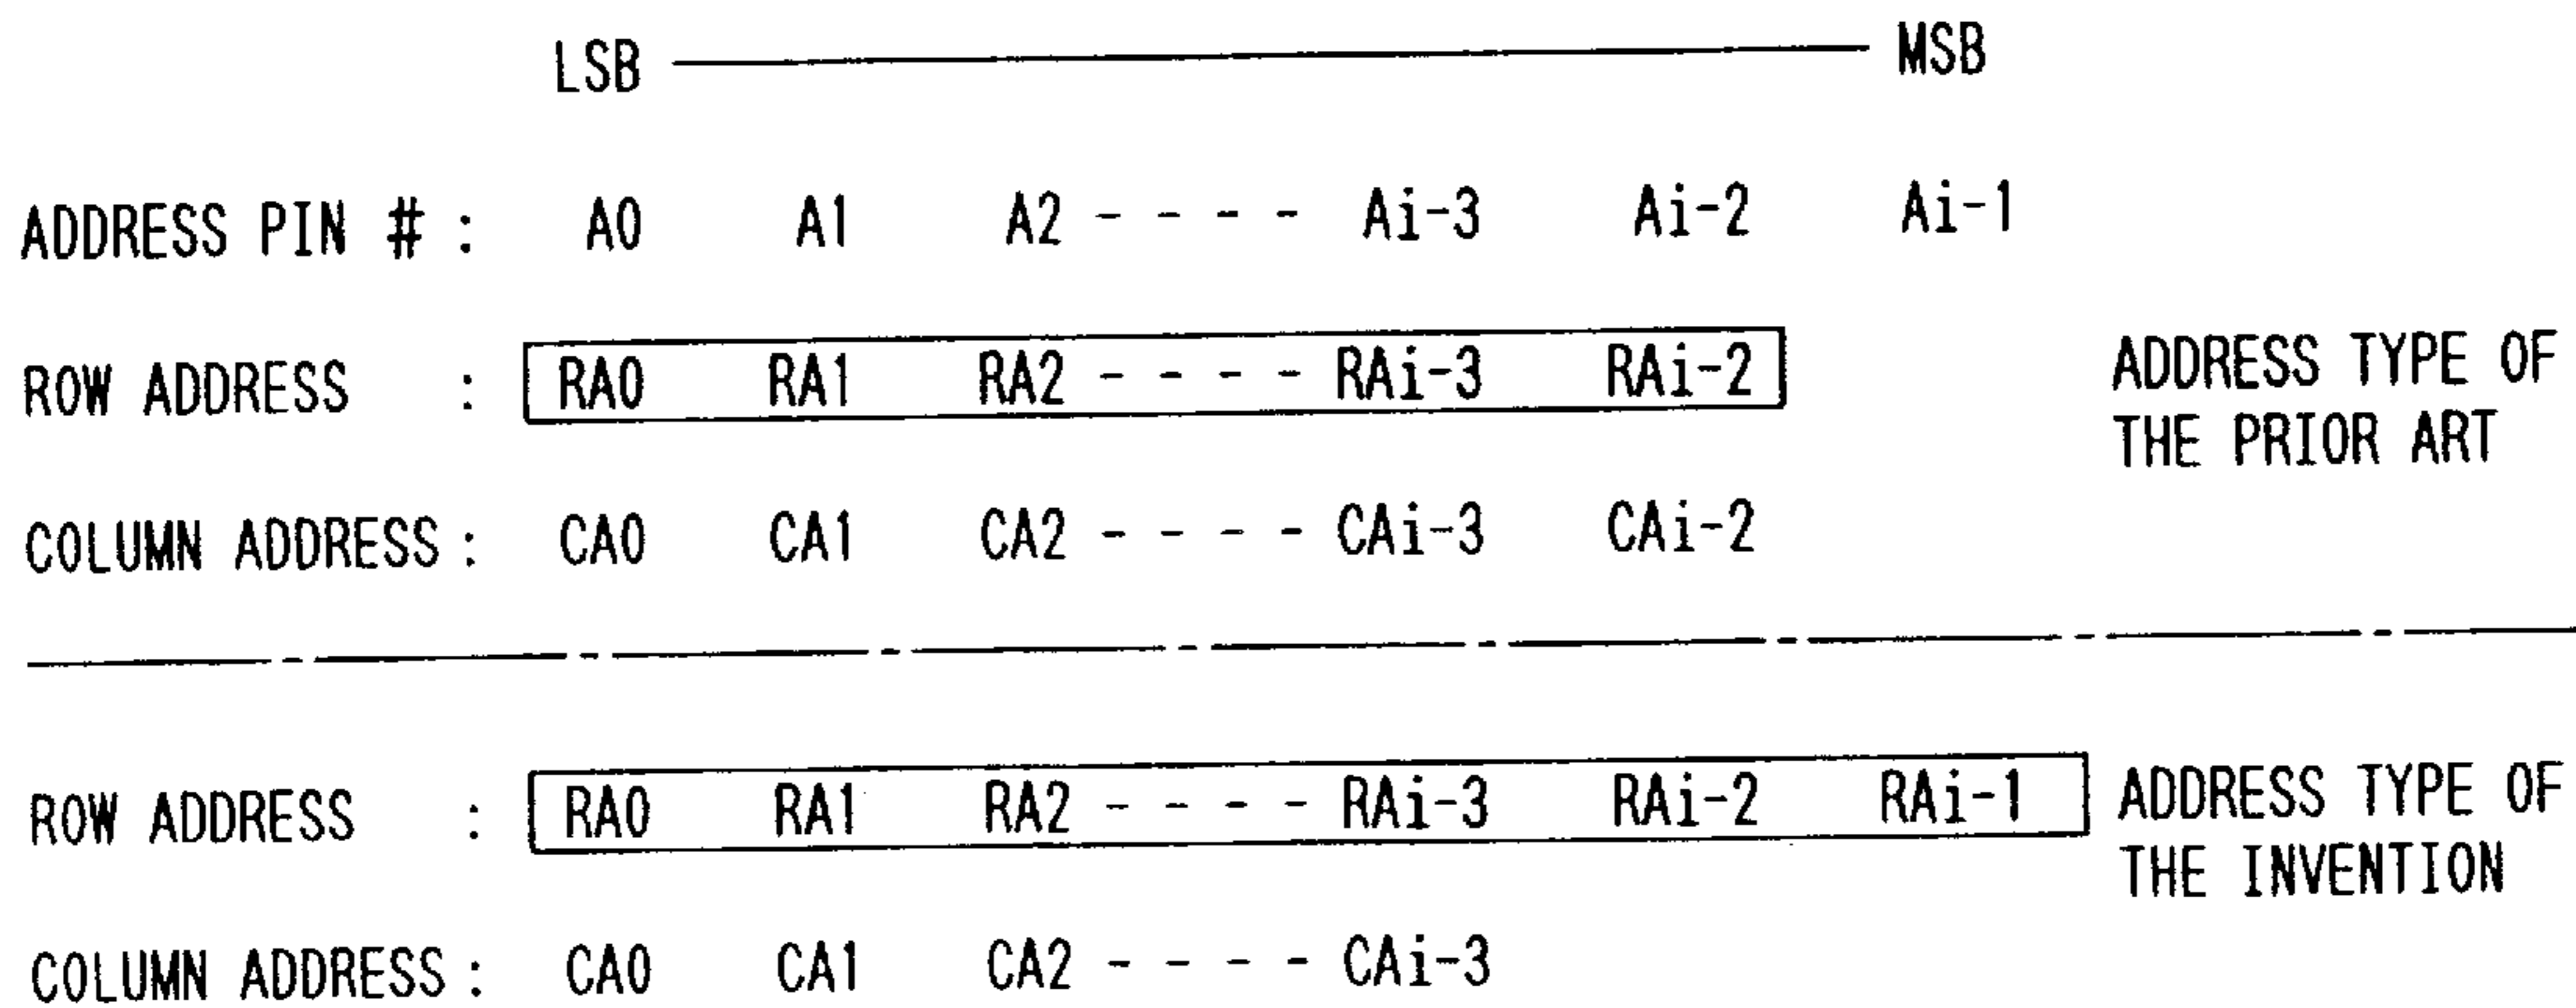 LSB ——— MSB
ADDRESS PIN # : A0 A1 A2 - - - - Ai-3 Ai-2 Ai-1
ROW ADDRESS : RA0 RA1 RA2 - - - - RAi-3 RAi-2
ADDRESS TYPE OF
THE PRIOR ART
COLUMN ADDRESS : CA0 CA1 CA2 - - - - CAi-3 CAi-2
ROW ADDRESS : RA0 RA1 RA2 - - - - RAi-3 RAi-2 RAi-1
ADDRESS TYPE OF
THE INVENTION
COLUMN ADDRESS : CA0 CA1 CA2 - - - - CAi-3